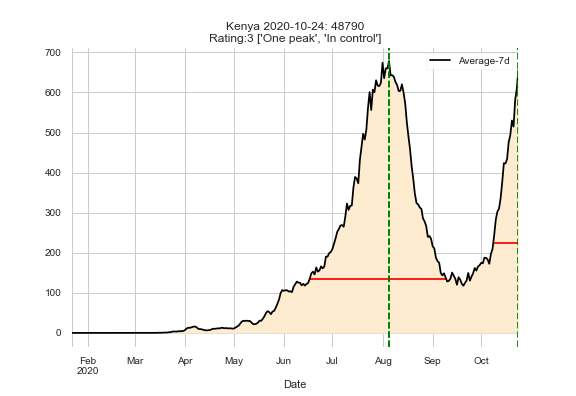 Kenya 2020-10-24: 48790
Rating:3 ['One peak', 'In control']
Average-7d
700
600
500
400
300
200
100
0
Feb Mar Apr May Jun Jul Aug Sep Oct
2020
Date